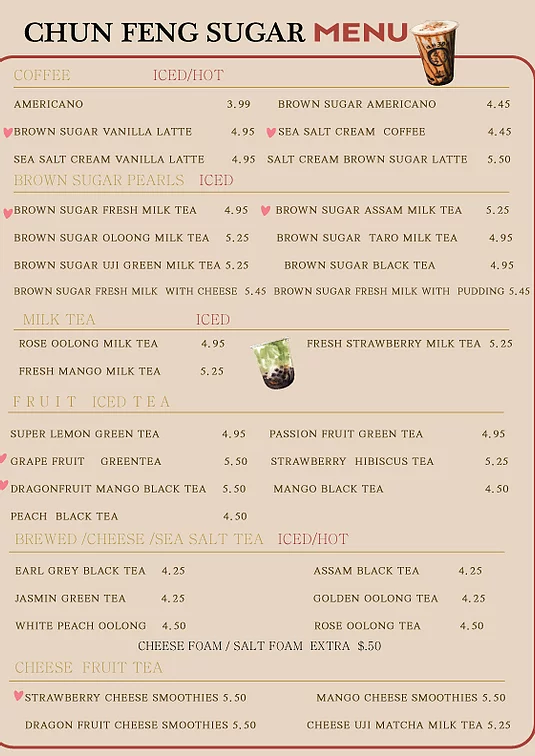 CHUN FENG SUGAR MENU
COFFEE ICED/HOT
AMERICANO 3.99 BROWN SUGAR AMERICANO 4.45
BROWN SUGAR VANILLA LATTE 4.95 SEA SALT CREAM COFFEE 4.45
SEA SALT CREAM VANILLA LATTE 4.95 SALT CREAM BROWN SUGAR LATTE 5.50
BROWN SUGAR PEARLS ICED
BROWN SUGAR FRESH MILK TEA 4.95 BROWN SUGAR ASSAM MILK TEA 5.25
BROWN SUGAR OLOONG MILK TEA 5.25 BROWN SUGAR TARO MILK TEA 4.95
BROWN SUGAR UJI GREEN MILK TEA 5.25 BROWN SUGAR BLACK TEA 4.95
BROWN SUGAR FRESH MILK WITH CHEESE 5.45 BROWN SUGAR FRESH MILK WITH PUDDING 5.45
MILK TEA ICED
ROSE OOLONG MILK TEA 4.95 FRESH STRAWBERRY MILK TEA 5.25
FRESH MANGO MILK TEA 5.25
FRUIT ICED TEA
SUPER LEMON GREEN TEA 4.95 PASSION FRUIT GREEN TEA 4.95
GRAPE FRUIT GREENTEA 5.50 STRAWBERRY HIBISCUS TEA 5.25
DRAGONFRUIT MANGO BLACK TEA 5.50 MANGO BLACK TEA 4.50
PEACH BLACK TEA 4.50
BREWED /CHEESE /SEA SALT TEA ICED/HOT
EARL GREY BLACK TEA 4.25 ASSAM BLACK TEA 4.25
JASMIN GREEN TEA 4.25 GOLDEN OOLONG TEA 4.25
WHITE PEACH OOLONG 4.50 ROSE OOLONG TEA 4.50
CHEESE FOAM / SALT FOAM EXTRA $.50
CHEESE FRUIT TEA
STRAWBERRY CHEESE SMOOTHIES 5.50 MANGO CHEESE SMOOTHIES 5.50
DRAGON FRUIT CHEESE SMOOTHIES 5.50 CHEESE UJI MATCHA MILK TEA 5.25